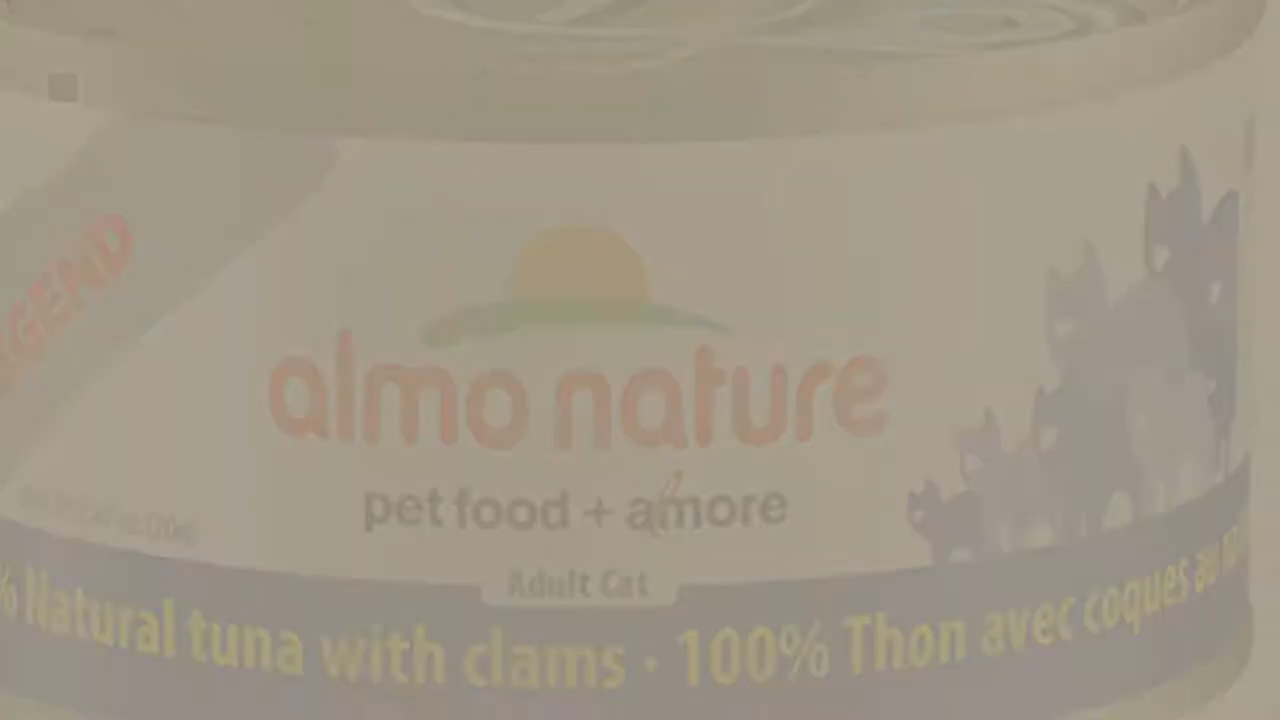 almo nature
pet food + amore
Adult Cat
% Natural tuna with clams · 100% Thon avec coques au